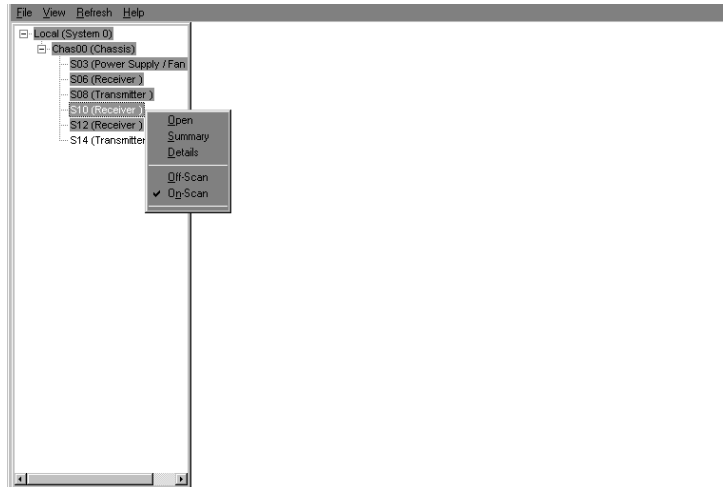 File View Refresh Help
Local (System 0)
Chas00 (Chassis)
S03 (Power Supply / Fan
S06 (Receiver )
S08 (Transmitter )
S10 (Receiver )
S12 (Receiver )
S14 (Transmitter
Open
Summary
Details
Off-Scan
On-Scan